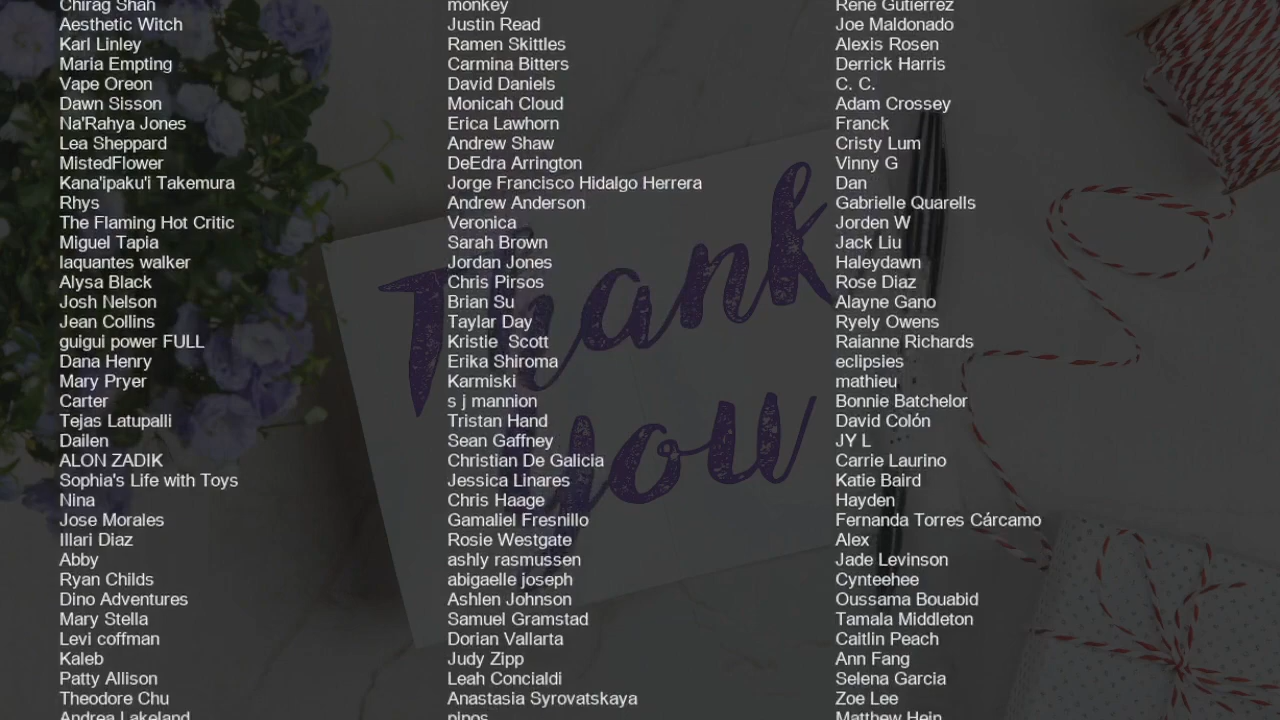 Chirag Shah
Aesthetic Witch
Karl Linley
Maria Empting
Vape Oreon
Dawn Sisson
Na'Rahya Jones
Lea Sheppard
MistedFlower
Kana'ipaku'i Takemura
Rhys
The Flaming Hot Critic
Miguel Tapia
laquantes walker
Alysa Black
Josh Nelson
Jean Collins
guigui power FULL
Dana Henry
Mary Pryer
Carter
Tejas Latupalli
Dailen
ALON ZADIK
Sophia's Life with Toys
Nina
Jose Morales
Illari Diaz
Abby
Ryan Childs
Dino Adventures
Mary Stella
Levi coffman
Kaleb
Patty Allison
Theodore Chu
Andrea Lakeland
monkey
Justin Read
Ramen Skittles
Carmina Bitters
David Daniels
Monicah Cloud
Erica Lawhorn
Andrew Shaw
DeEdra Arrington
Jorge Francisco Hidalgo Herrera
Andrew Anderson
Veronica
Sarah Brown
Jordan Jones
Chris Pirsos
Brian Su
Taylar Day
Kristie  Scott
Erika Shiroma
Karmiski
s j mannion
Tristan Hand
Sean Gaffney
Christian De Galicia
Jessica Linares
Chris Haage
Gamaliel Fresnillo
Rosie Westgate
ashly rasmussen
abigaelle joseph
Ashlen Johnson
Samuel Gramstad
Dorian Vallarta
Judy Zipp
Leah Concialdi
Anastasia Syrovatskaya
Rene Gutierrez
Joe Maldonado
Alexis Rosen
Derrick Harris
C. C.
Adam Crossey
Franck
Cristy Lum
Vinny G
Dan
Gabrielle Quarells
Jorden W
Jack Liu
Haleydawn
Rose Diaz
Alayne Gano
Ryely Owens
Raianne Richards
eclipsies
mathieu
Bonnie Batchelor
David Colón
JY L
Carrie Laurino
Katie Baird
Hayden
Fernanda Torres Cárcamo
Alex
Jade Levinson
Cynteehee
Oussama Bouabid
Tamala Middleton
Caitlin Peach
Ann Fang
Selena Garcia
Zoe Lee
Matthew Hein
Thank
you